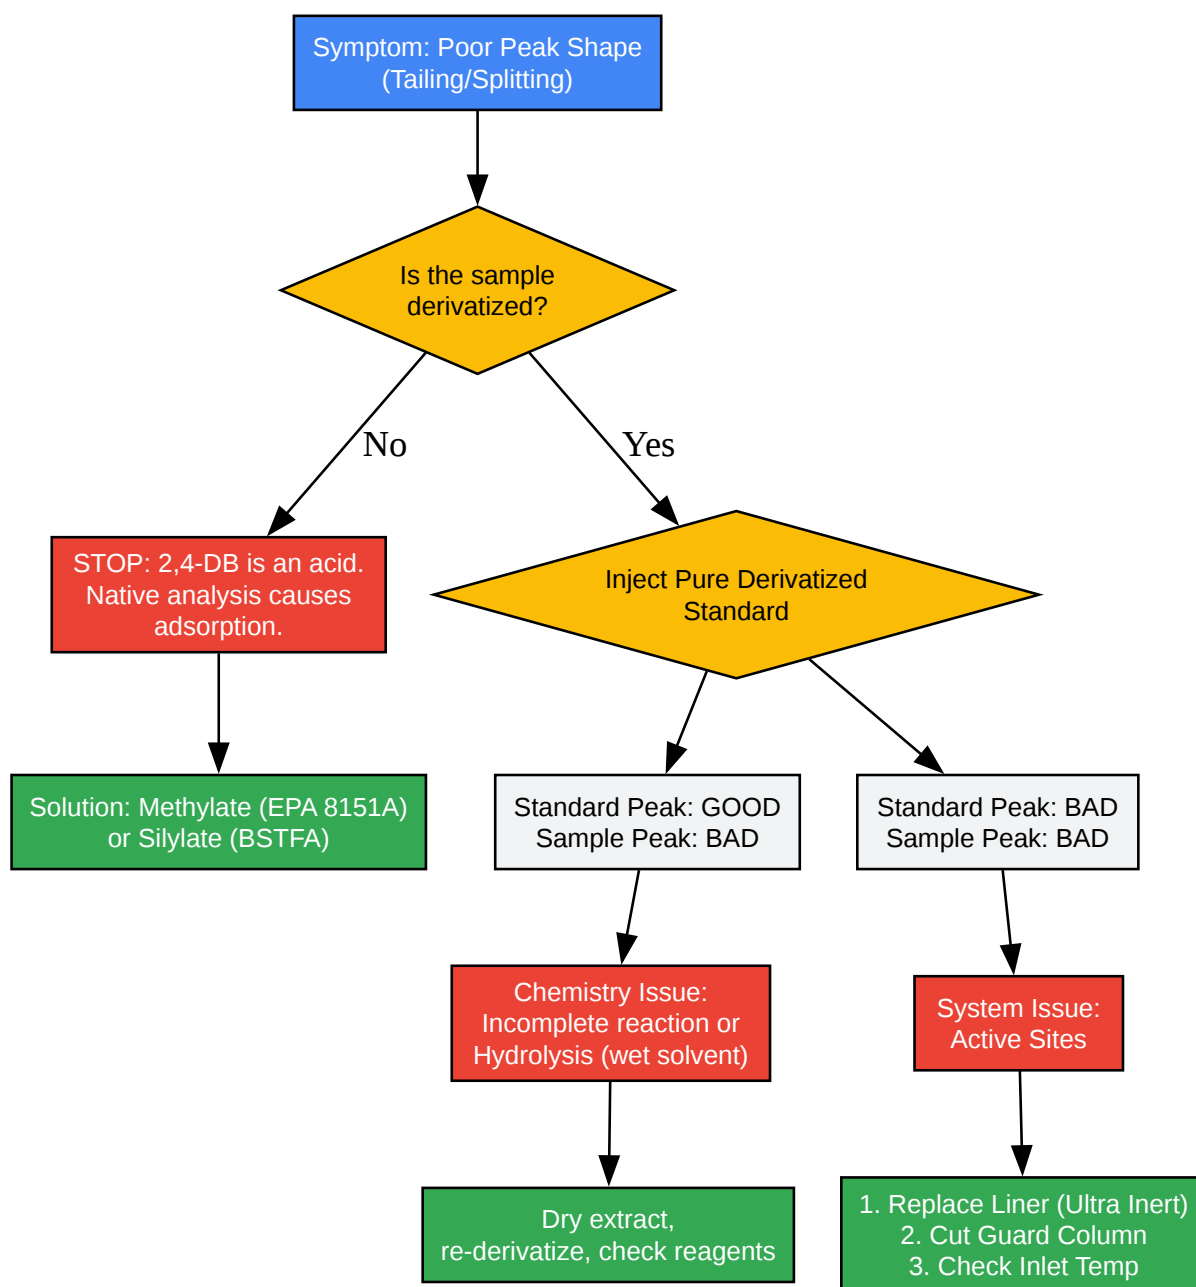 Symptom: Poor Peak Shape
(Tailing/Splitting)
Is the sample
derivatized?
No
Yes
STOP: 2,4-DB is an acid.
Native analysis causes
adsorption.
Inject Pure Derivatized
Standard
Solution: Methylate (EPA 8151A)
or Silylate (BSTFA)
Standard Peak: GOOD
Sample Peak: BAD
Standard Peak: BAD
Sample Peak: BAD
Chemistry Issue:
Incomplete reaction or
Hydrolysis (wet solvent)
System Issue:
Active Sites
Dry extract,
re-derivatize, check reagents
1. Replace Liner (Ultra Inert)
2. Cut Guard Column
3. Check Inlet Temp